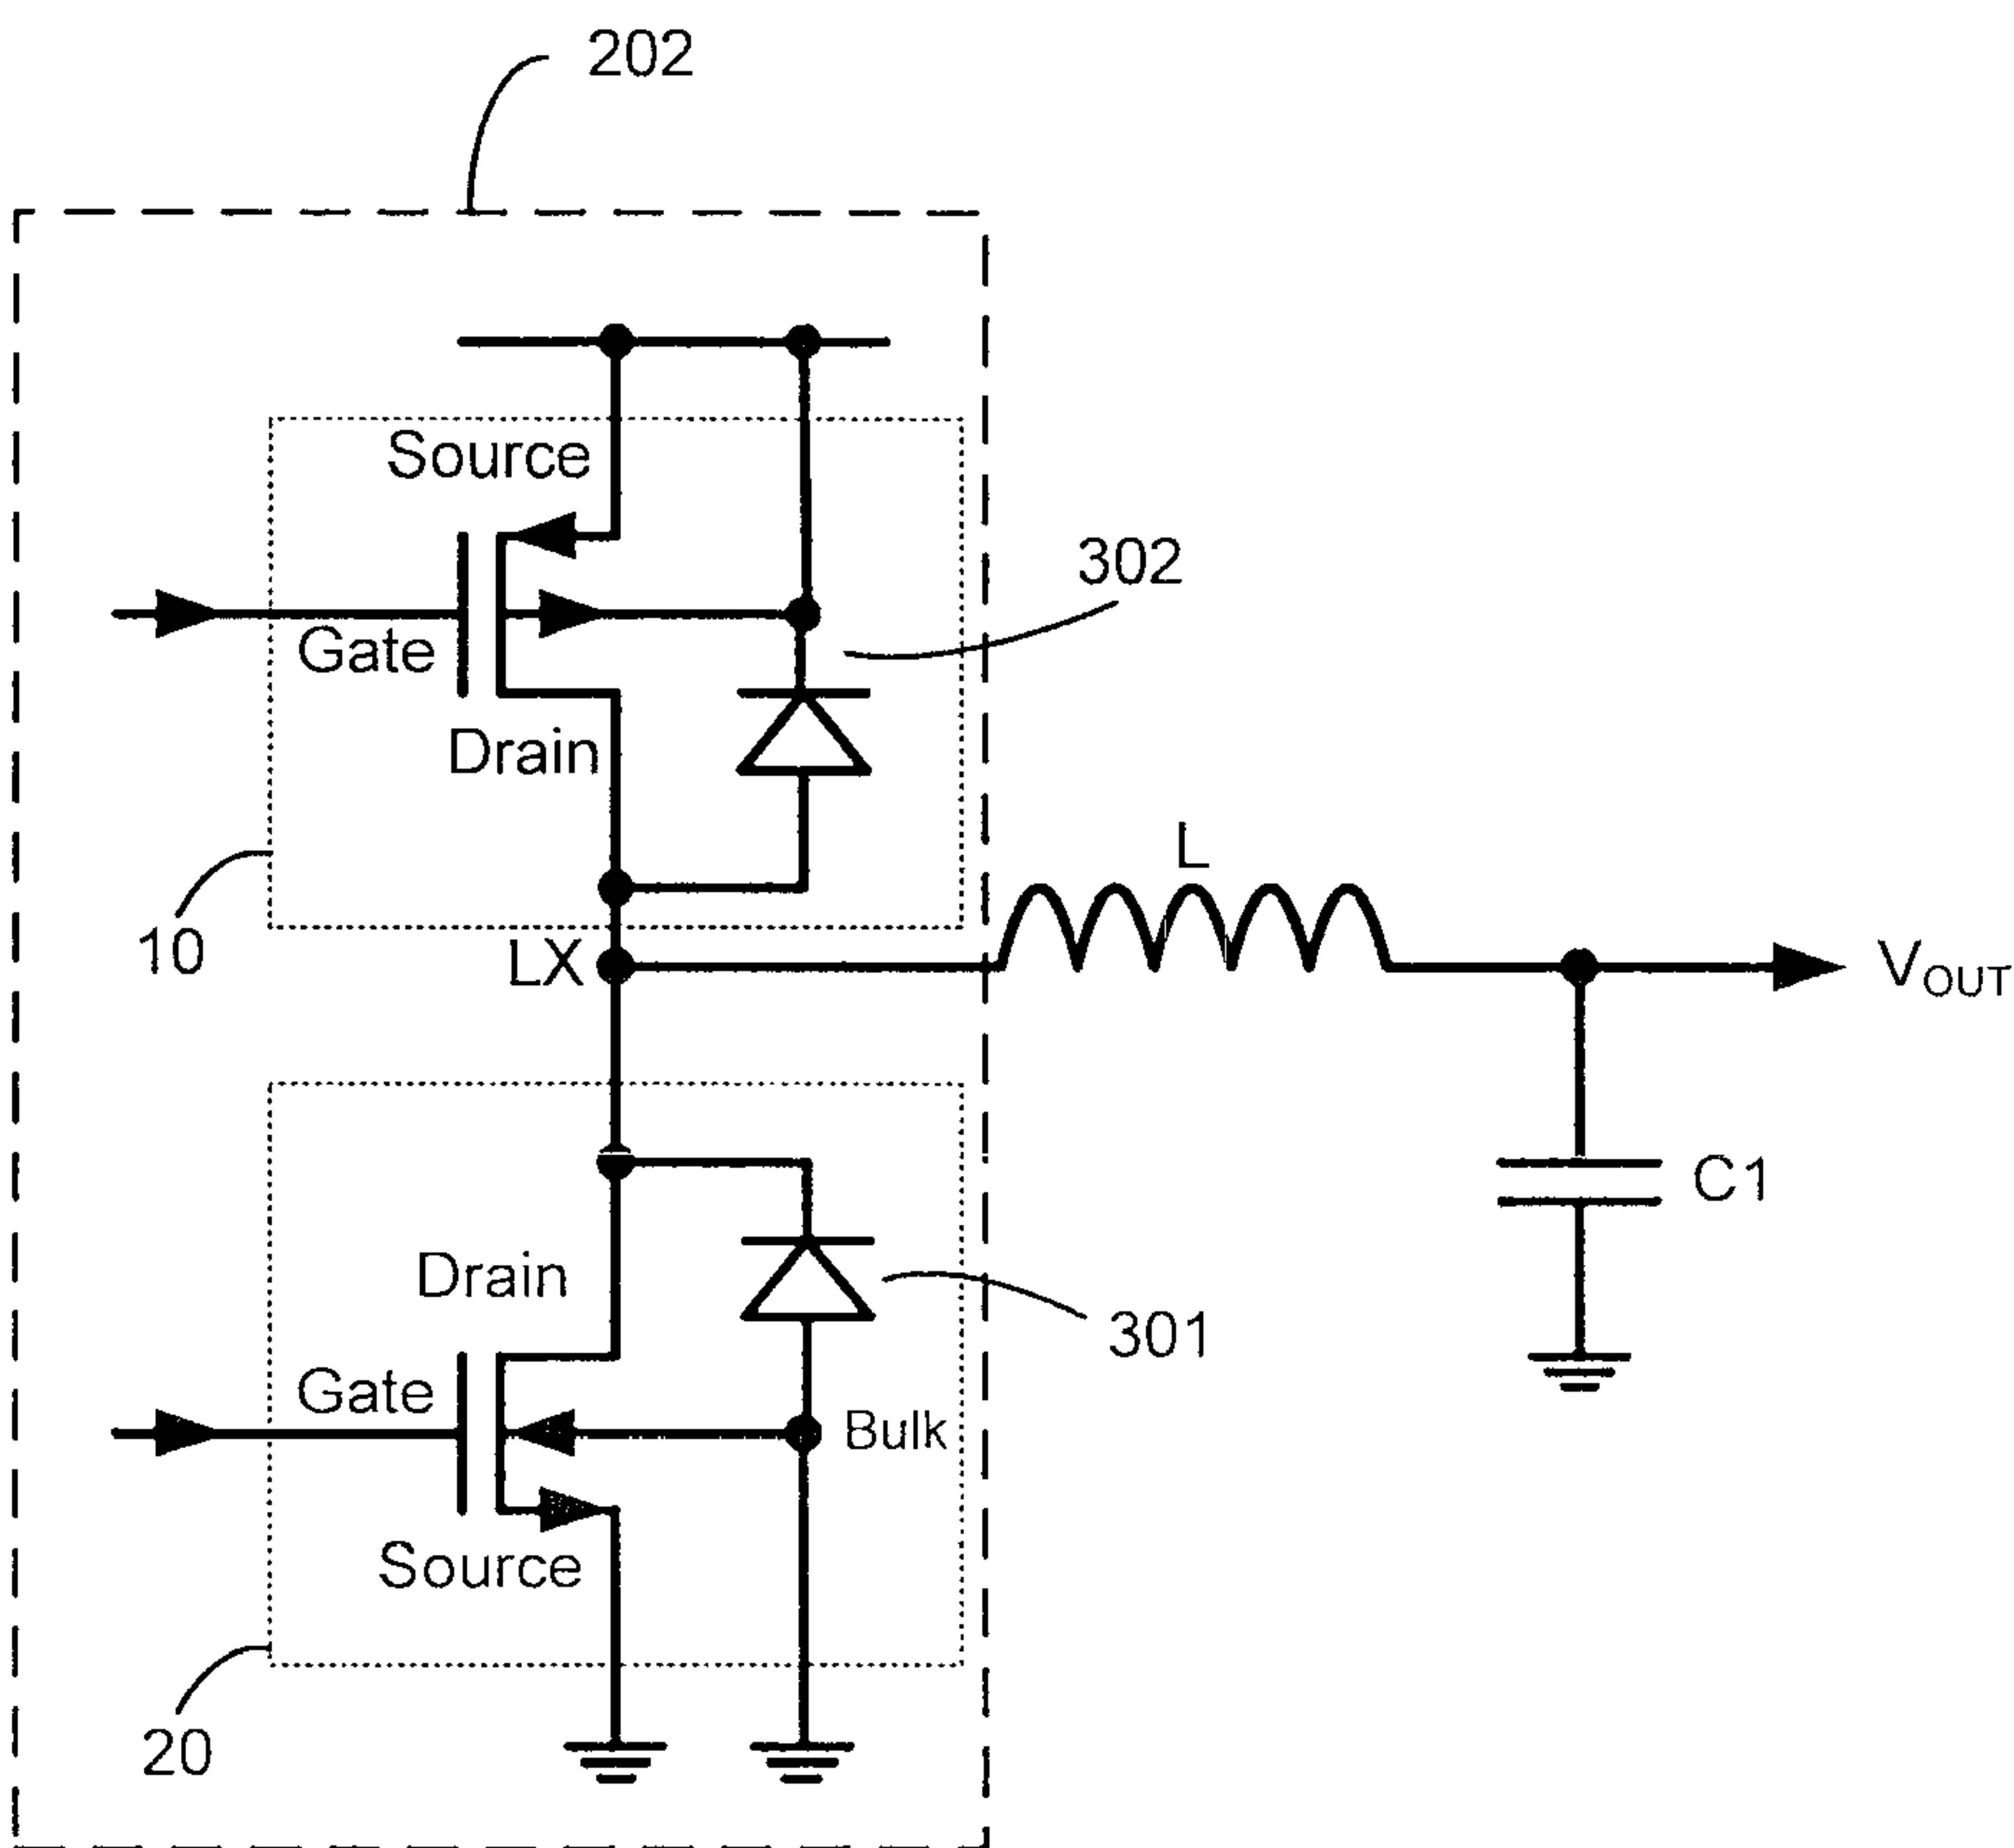 202
Source
302
Gate
Drain
L
10
LX
VOUT
C1
Drain
301
Gate
Bulk
Source
20